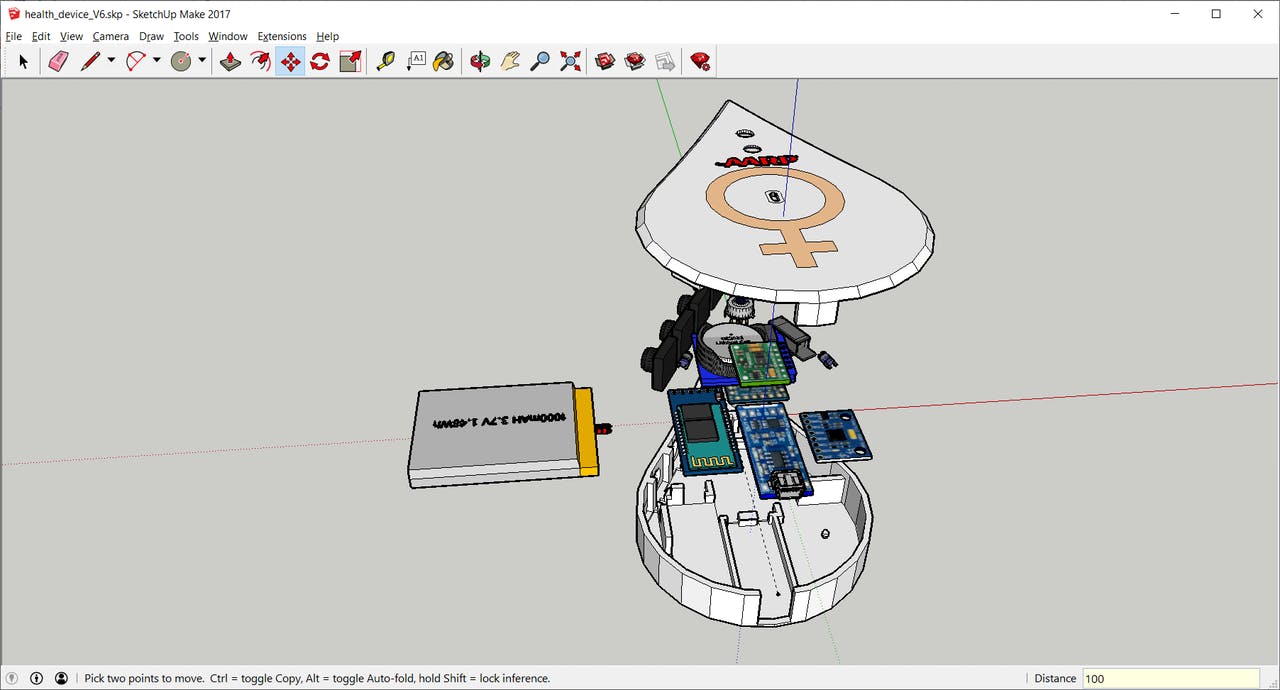 health_device_V6.skp - SketchUp Make 2017
File Edit View Camera Draw Tools Window Extensions Help
A1
1000mAH 3.7V 1.48Wh
Pick two points to move. Ctrl = toggle Copy, Alt = toggle Auto-fold, hold Shift = lock inference.
Distance 100